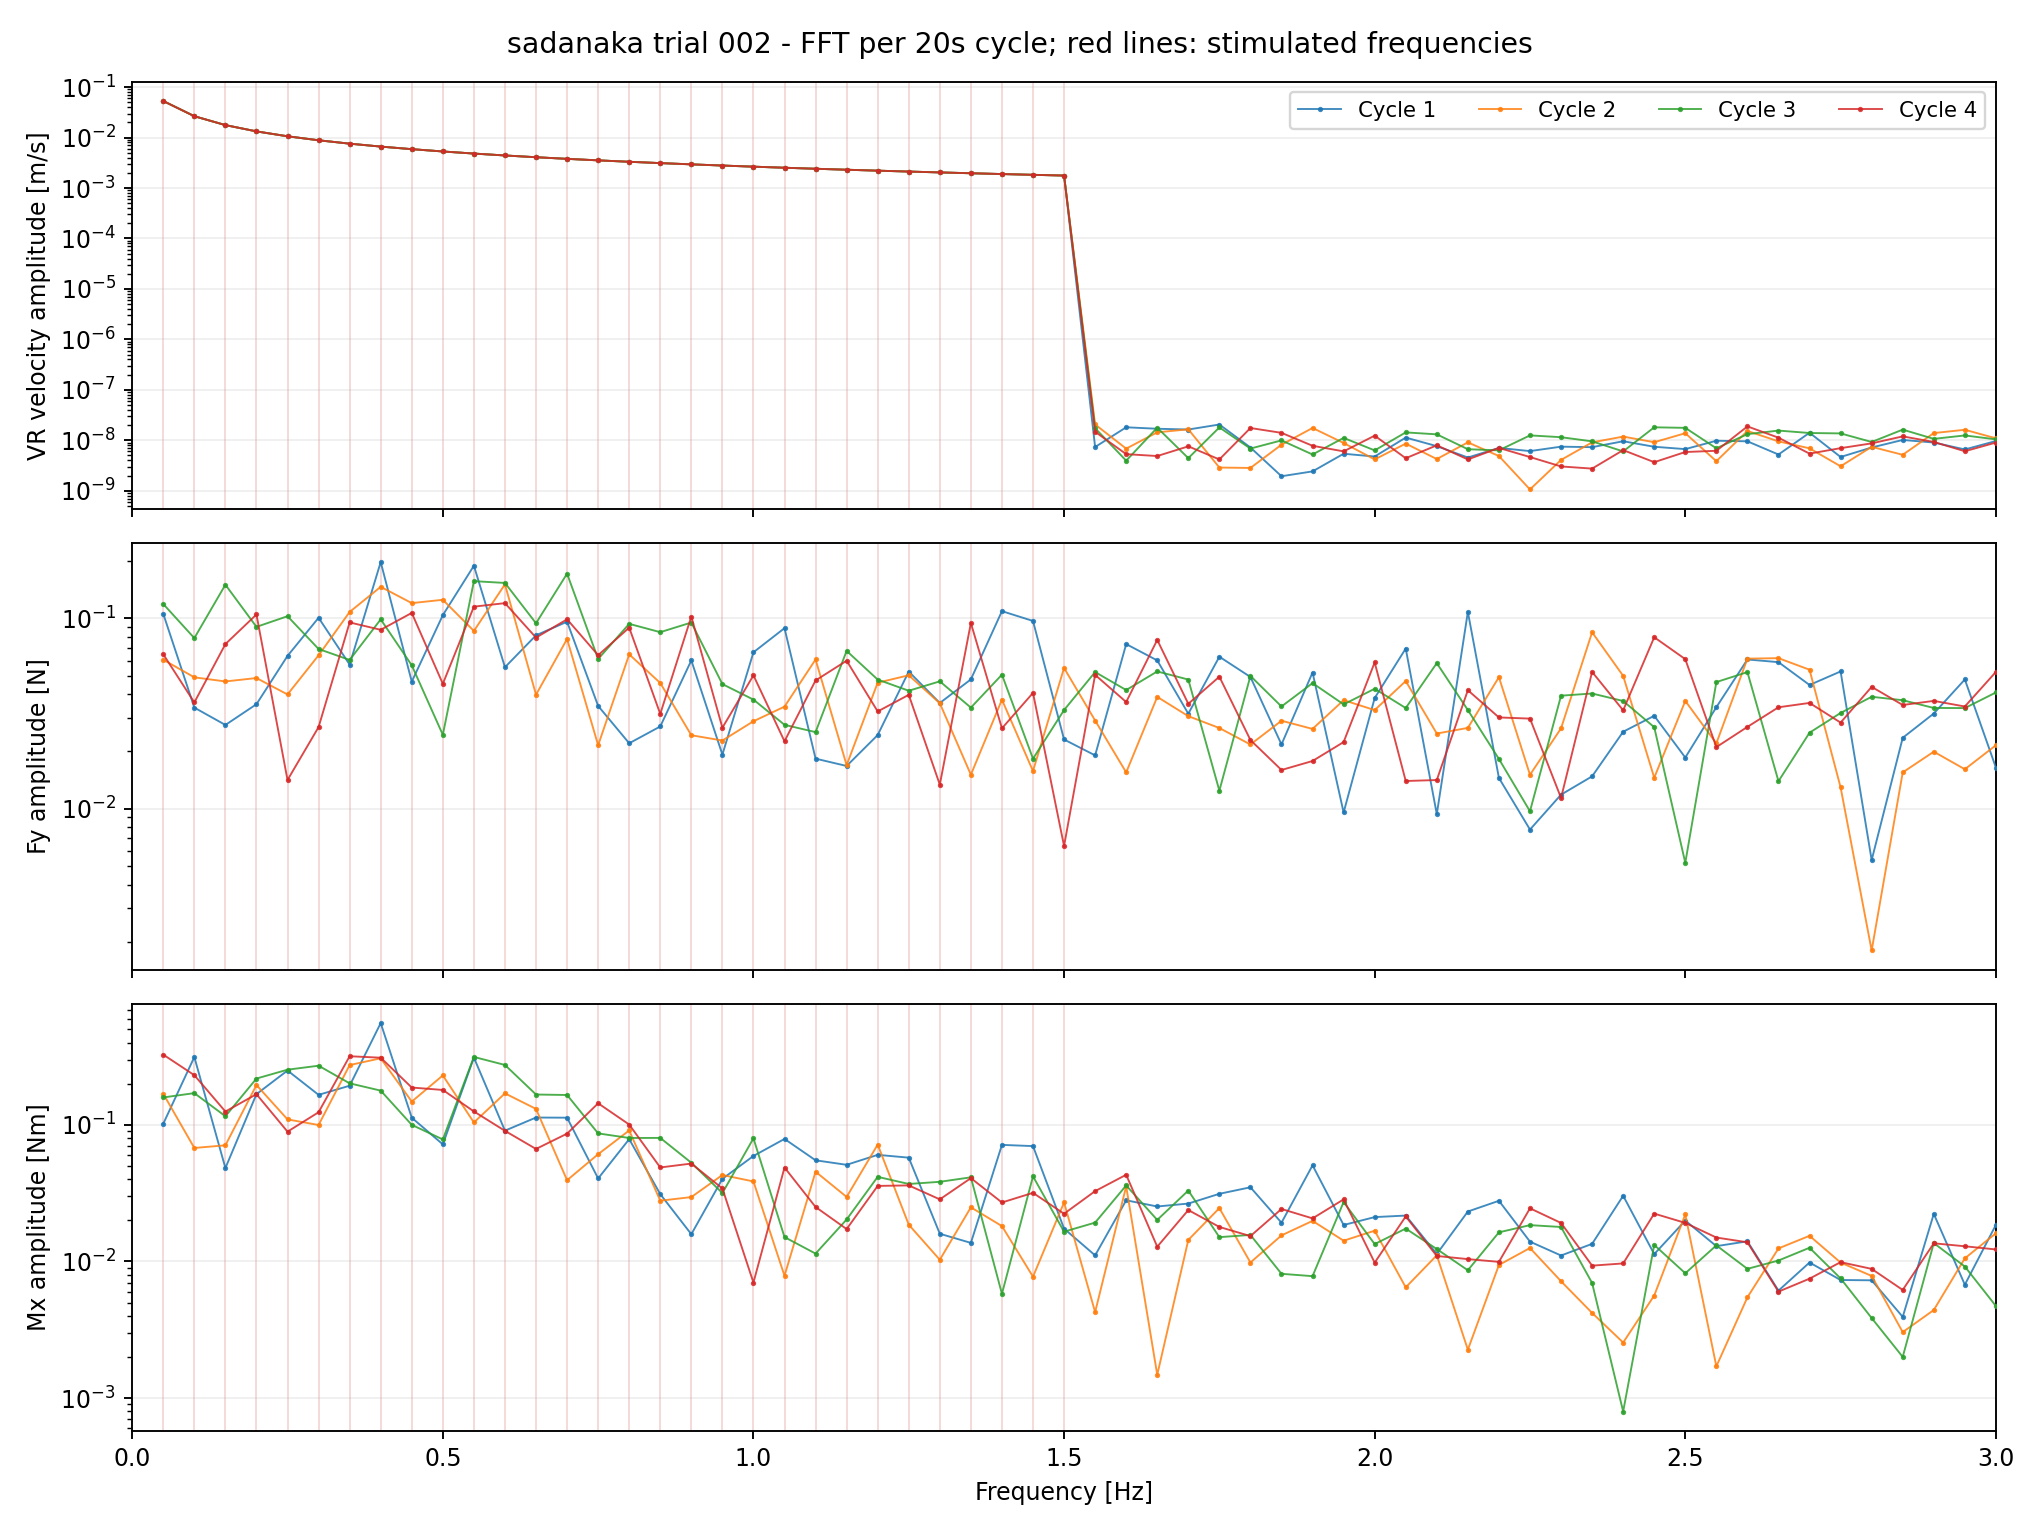 sadanaka trial 002 - FFT per 20s cycle; red lines: stimulated frequencies
VR velocity amplitude [m/s]
10⁻¹
10⁻²
10⁻³
10⁻⁴
10⁻⁵
10⁻⁶
10⁻⁷
10⁻⁸
10⁻⁹
Cycle 1 Cycle 2 Cycle 3 Cycle 4
Fy amplitude [N]
10⁻¹
10⁻²
Mx amplitude [Nm]
10⁻¹
10⁻²
10⁻³
0.0 0.5 1.0 1.5 2.0 2.5 3.0
Frequency [Hz]